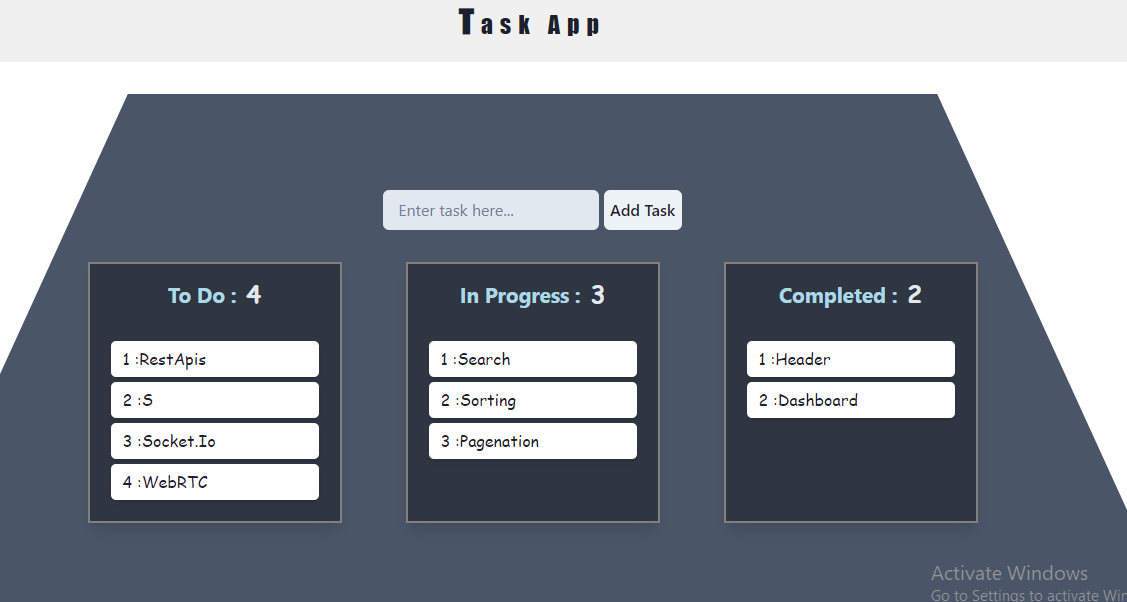 Task App
Enter task here...
Add Task
To Do : 4
1 :RestApis
2 :S
3 :Socket.Io
4 :WebRTC
In Progress : 3
1 :Search
2 :Sorting
3 :Pagenation
Completed : 2
1 :Header
2 :Dashboard
Activate Windows
Go to Settings to activate Win